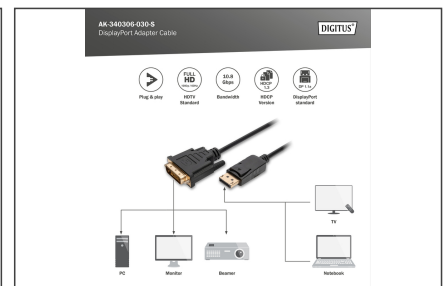 AK-340306-030-S
DisplayPort Adapter Cable
DIGITUS®
FULL
HD
10.8
Gbps
HDCP
1.3
DP 1.1a
Plug & play
HDTV
Standard
Bandwidth
HDCP
Version
DisplayPort
standard
TV
PC
Monitor
Beamer
Notebook